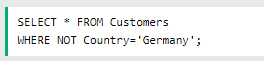 SELECT * FROM Customers
WHERE NOT Country='Germany';